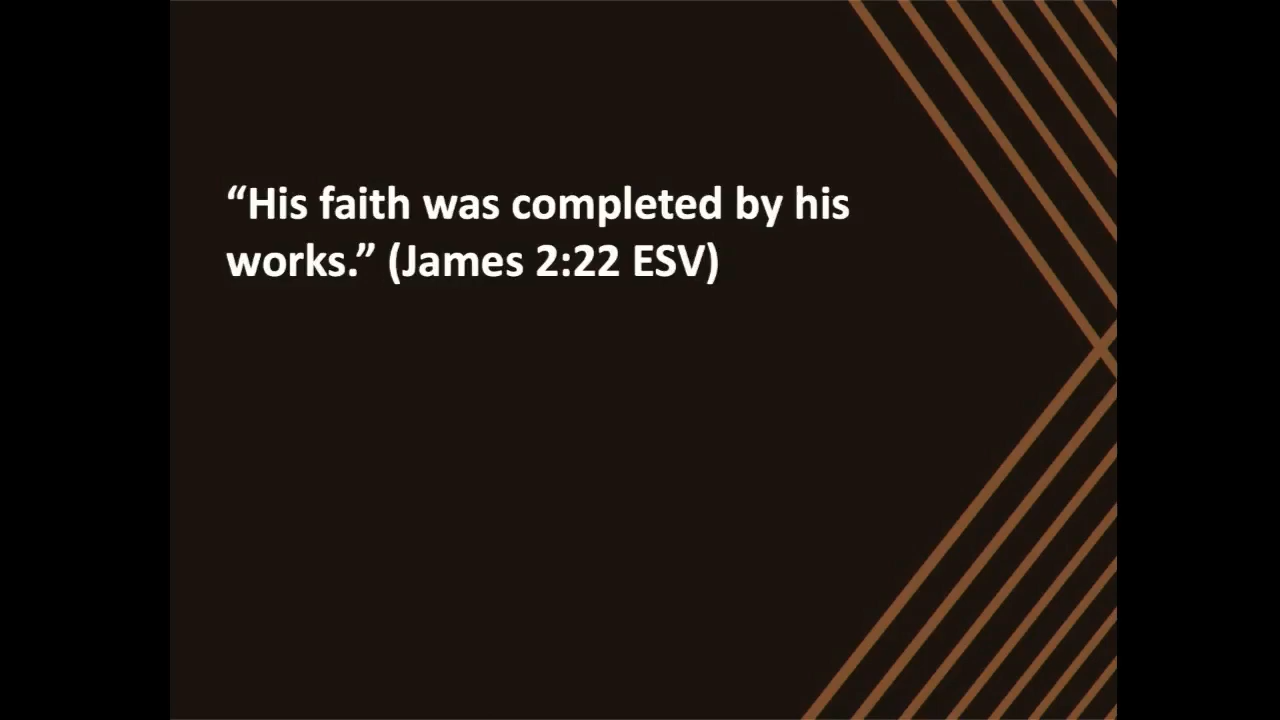 “His faith was completed by his
works.” (James 2:22 ESV)